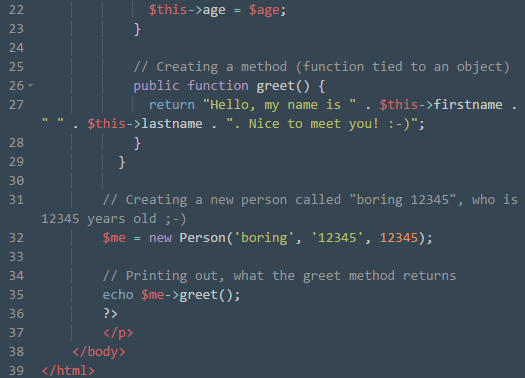 22 $this->age = $age;
23 }
24
25 // Creating a method (function tied to an object)
26 public function greet() {
27 return "Hello, my name is " . $this->firstname .
" " . $this->lastname . ". Nice to meet you! :-)";
28 }
29 }
30
31 // Creating a new person called "boring 12345", who is
12345 years old ;-)
32 $me = new Person('boring', '12345', 12345);
33
34 // Printing out, what the greet method returns
35 echo $me->greet();
36 ?>
37 </p>
38 </body>
39 </html>